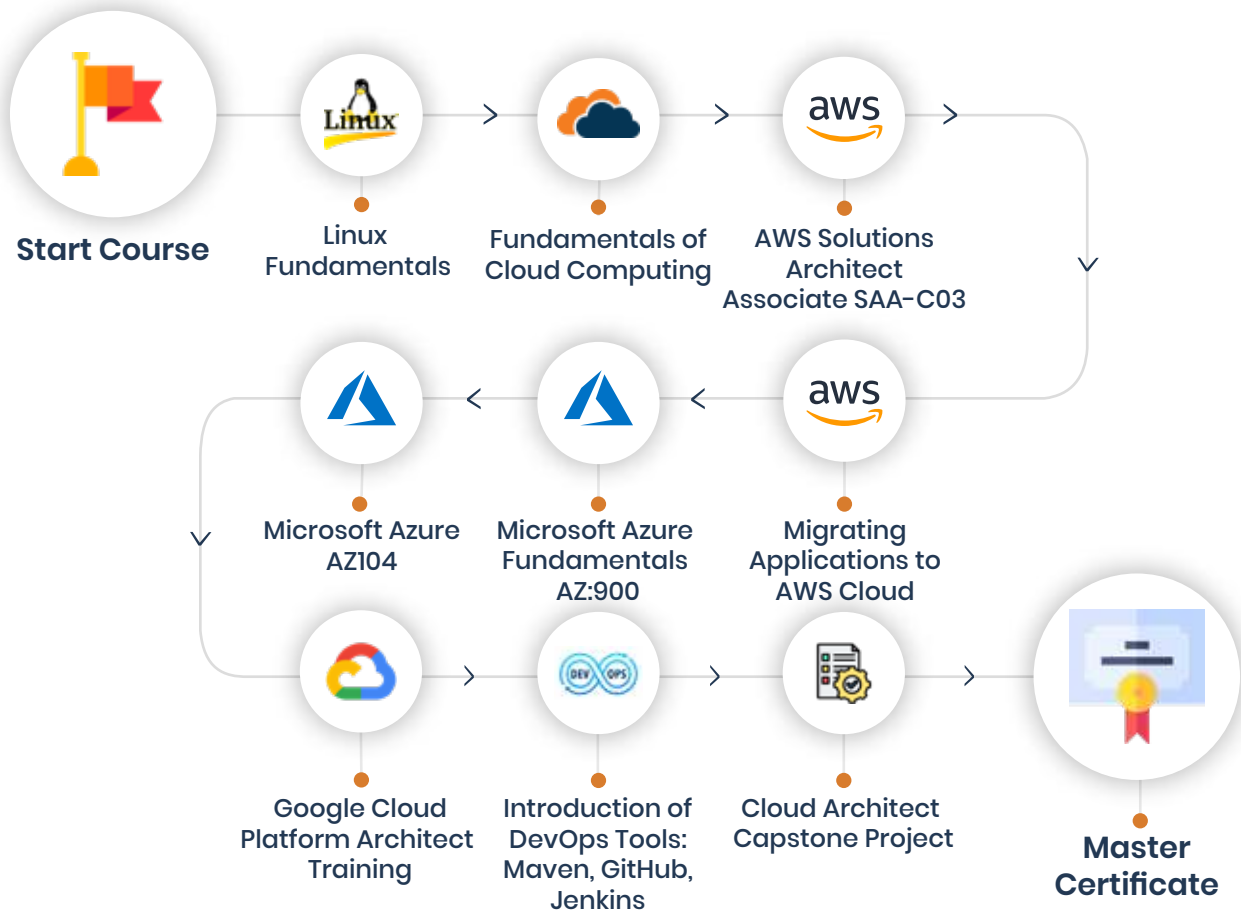 Linux
aws
Start Course
Linux
Fundamentals
Fundamentals of
Cloud Computing
AWS Solutions
Architect
Associate SAA-C03
aws
Microsoft Azure
AZ104
Microsoft Azure
Fundamentals
AZ:900
Migrating
Applications to
AWS Cloud
DEV OPS
Google Cloud
Platform Architect
Training
Introduction of
DevOps Tools:
Maven, GitHub,
Jenkins
Cloud Architect
Capstone Project
Master
Certificate